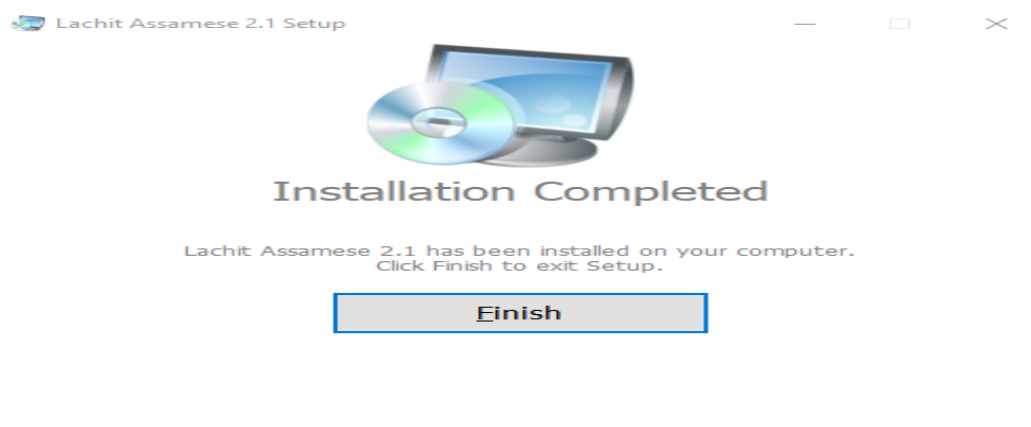 Lachit Assamese 2.1 Setup
Installation Completed
Lachit Assamese 2.1 has been installed on your computer.
Click Finish to exit Setup.
Finish